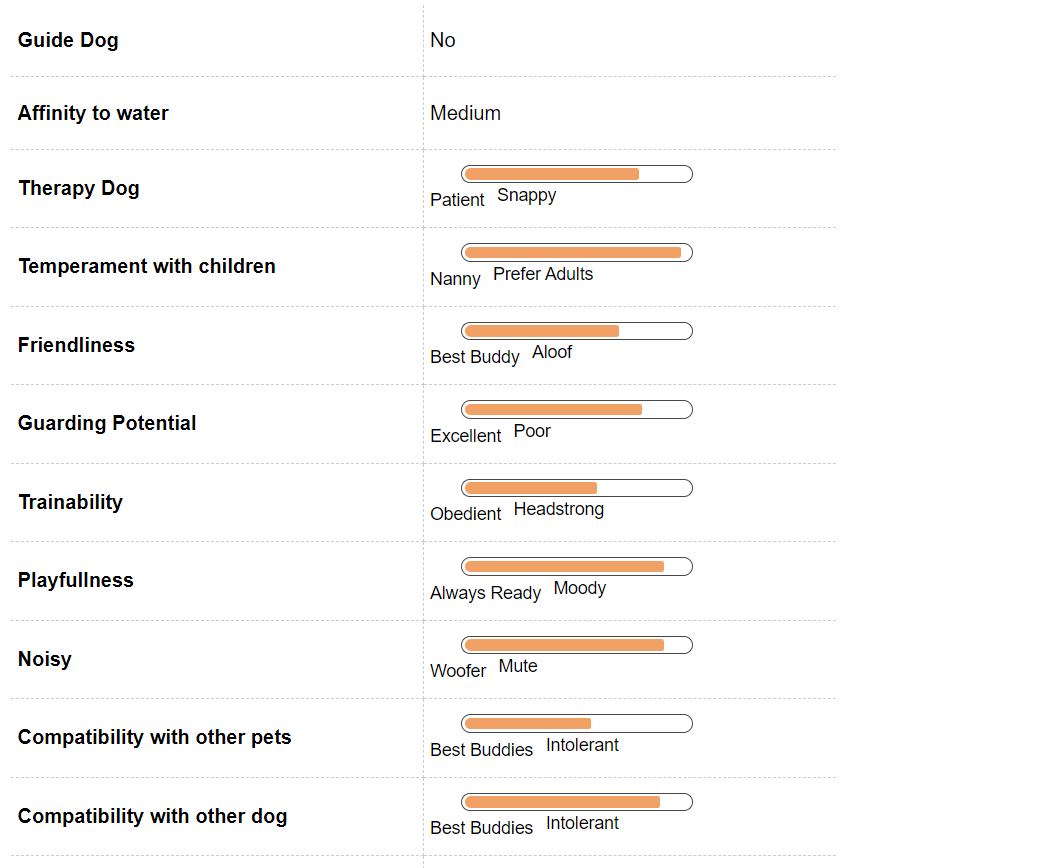 Guide Dog No
Affinity to water Medium
Therapy Dog Patient Snappy
Temperament with children Nanny Prefer Adults
Friendliness Best Buddy Aloof
Guarding Potential Excellent Poor
Trainability Obedient Headstrong
Playfullness Always Ready Moody
Noisy Woofer Mute
Compatibility with other pets Best Buddies Intolerant
Compatibility with other dog Best Buddies Intolerant